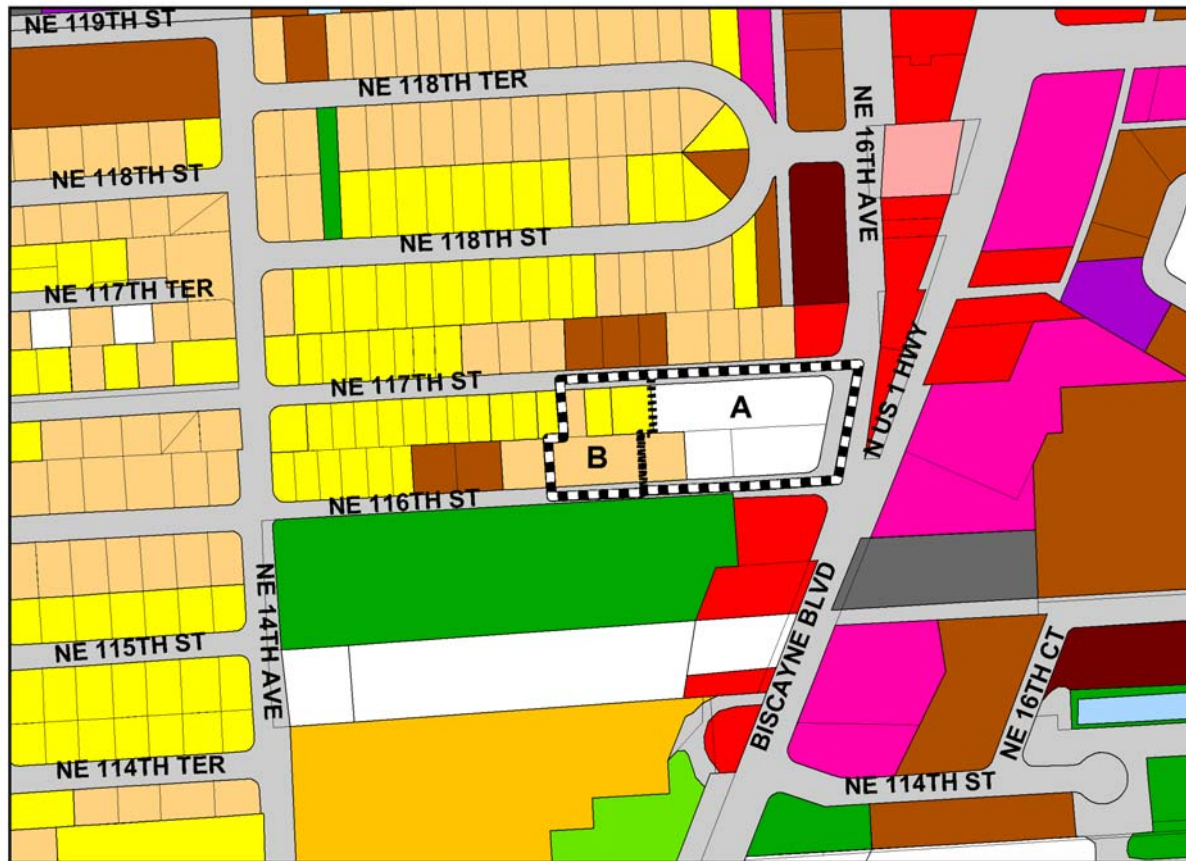 NE 119TH ST
NE 118TH TER
NE 16TH AVE
NE 118TH ST
NE 118TH ST
NE 117TH TER
N US 1 HWY
NE 117TH ST
A
B
NE 116TH ST
NE 14TH AVE
BISCAYNE BLVD
NE 115TH ST
NE 16TH CT
NE 114TH TER
NE 114TH ST